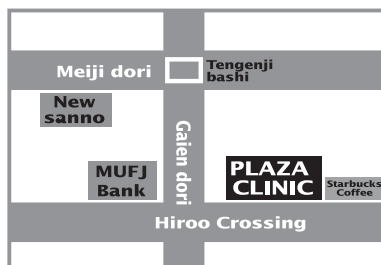 Meiji dori
Tengenji
bashi
New
sanno
Gaien dori
MUFJ
Bank
PLAZA
CLINIC
Starbucks
Coffee
Hiroo Crossing